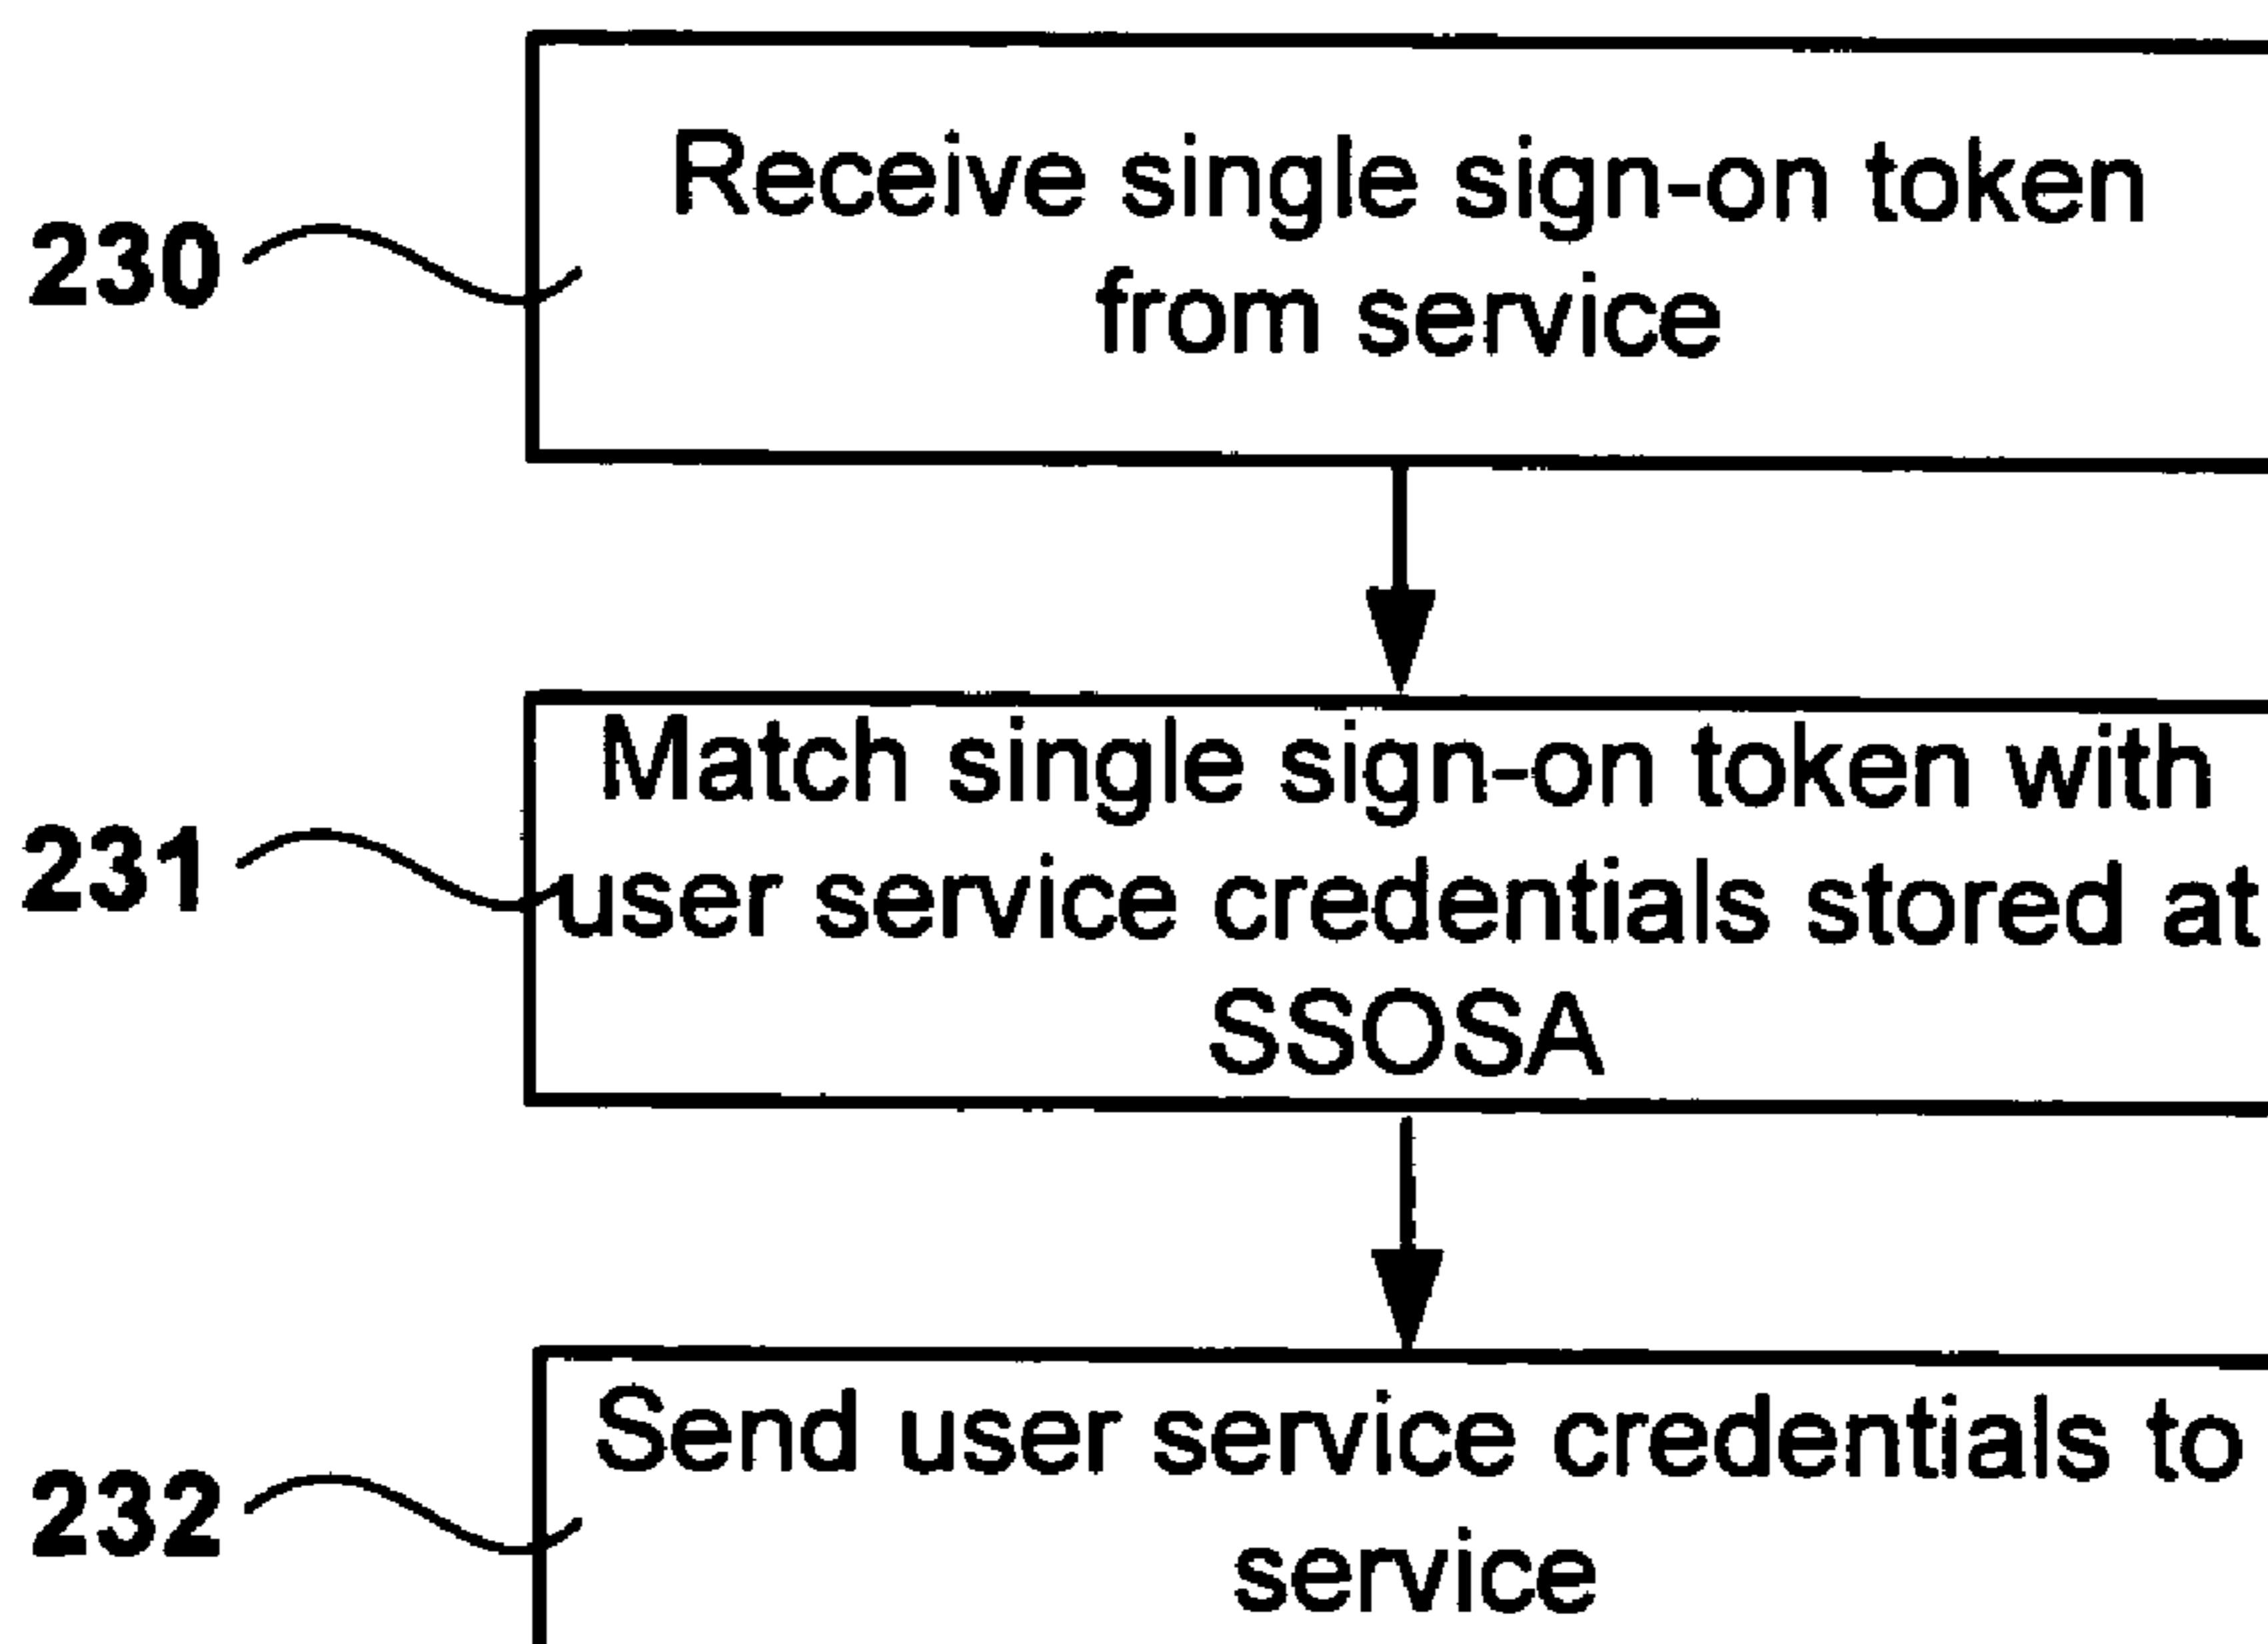 230
Receive single sign-on token
from service
231
Match single sign-on token with
user service credentials stored at
SSOSA
232
Send user service credentials to
service